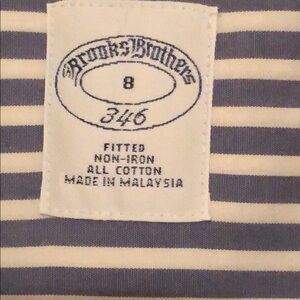 Brooks Brothers
8
346
FITTED
NON-IRON
ALL COTTON
MADE IN MALAYSIA